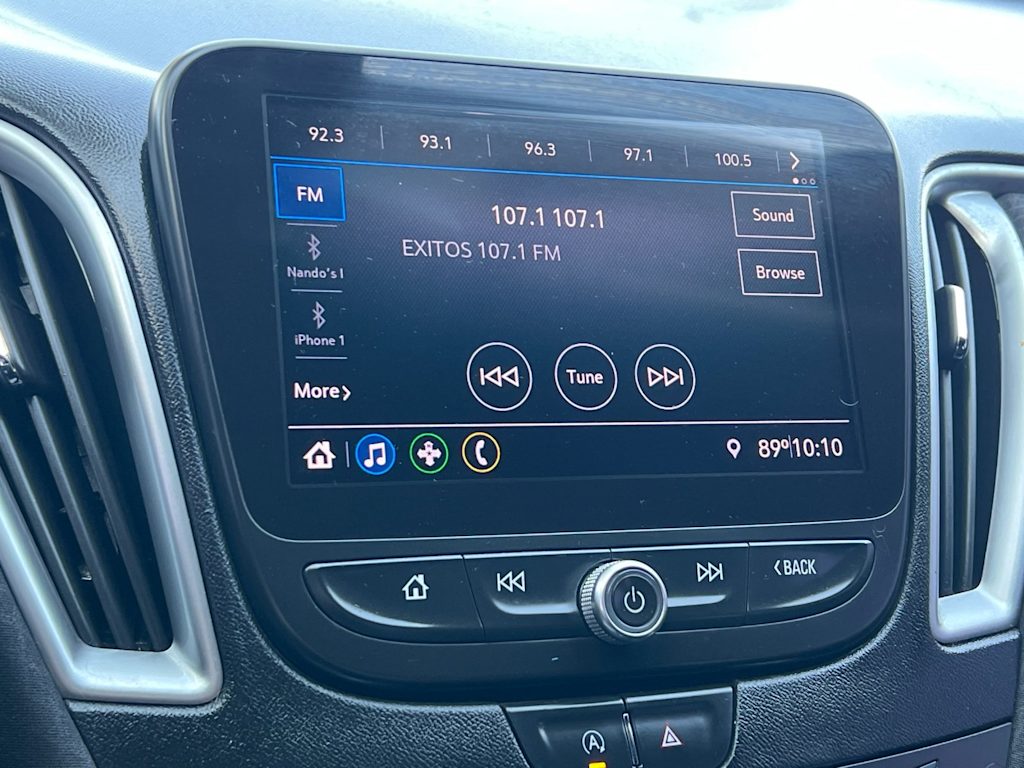 92.3 93.1 96.3 97.1 100.5
FM
107.1 107.1
EXITOS 107.1 FM
Sound
Browse
Nando's I
iPhone 1
More
Tune
89º 10:10
BACK
A